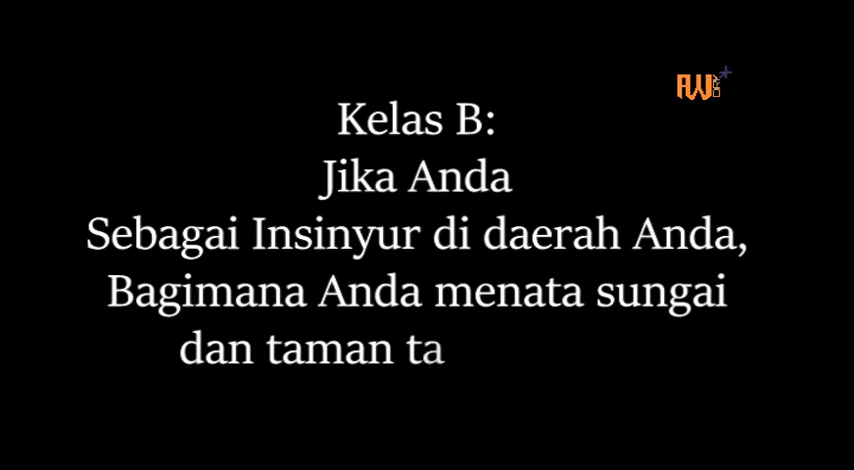 Kelas B:
Jika Anda
Sebagai Insinyur di daerah Anda,
Bagimana Anda menata sungai
dan taman ta